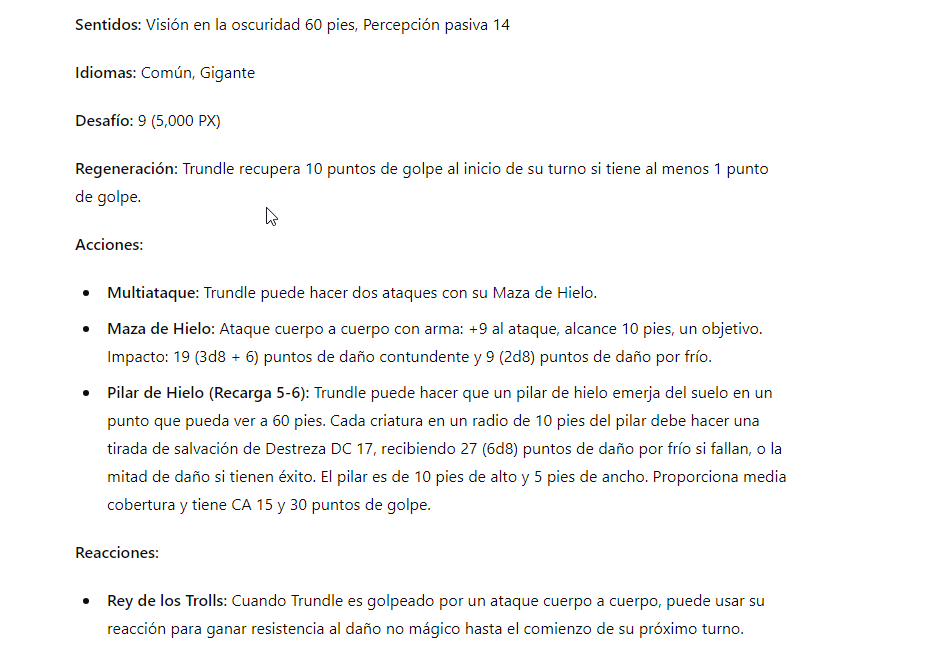 Sentidos: Visión en la oscuridad 60 pies, Percepción pasiva 14
Idiomas: Común, Gigante
Desafío: 9 (5,000 PX)
Regeneración: Trundle recupera 10 puntos de golpe al inicio de su turno si tiene al menos 1 punto
de golpe.
Acciones:
• Multiataque: Trundle puede hacer dos ataques con su Maza de Hielo.
• Maza de Hielo: Ataque cuerpo a cuerpo con arma: +9 al ataque, alcance 10 pies, un objetivo.
Impacto: 19 (3d8 + 6) puntos de daño contundente y 9 (2d8) puntos de daño por frío.
• Pilar de Hielo (Recarga 5-6): Trundle puede hacer que un pilar de hielo emerja del suelo en un
punto que pueda ver a 60 pies. Cada criatura en un radio de 10 pies del pilar debe hacer una
tirada de salvación de Destreza DC 17, recibiendo 27 (6d8) puntos de daño por frío si fallan, o la
mitad de daño si tienen éxito. El pilar es de 10 pies de alto y 5 pies de ancho. Proporciona media
cobertura y tiene CA 15 y 30 puntos de golpe.
Reacciones:
• Rey de los Trolls: Cuando Trundle es golpeado por un ataque cuerpo a cuerpo, puede usar su
reacción para ganar resistencia al daño no mágico hasta el comienzo de su próximo turno.